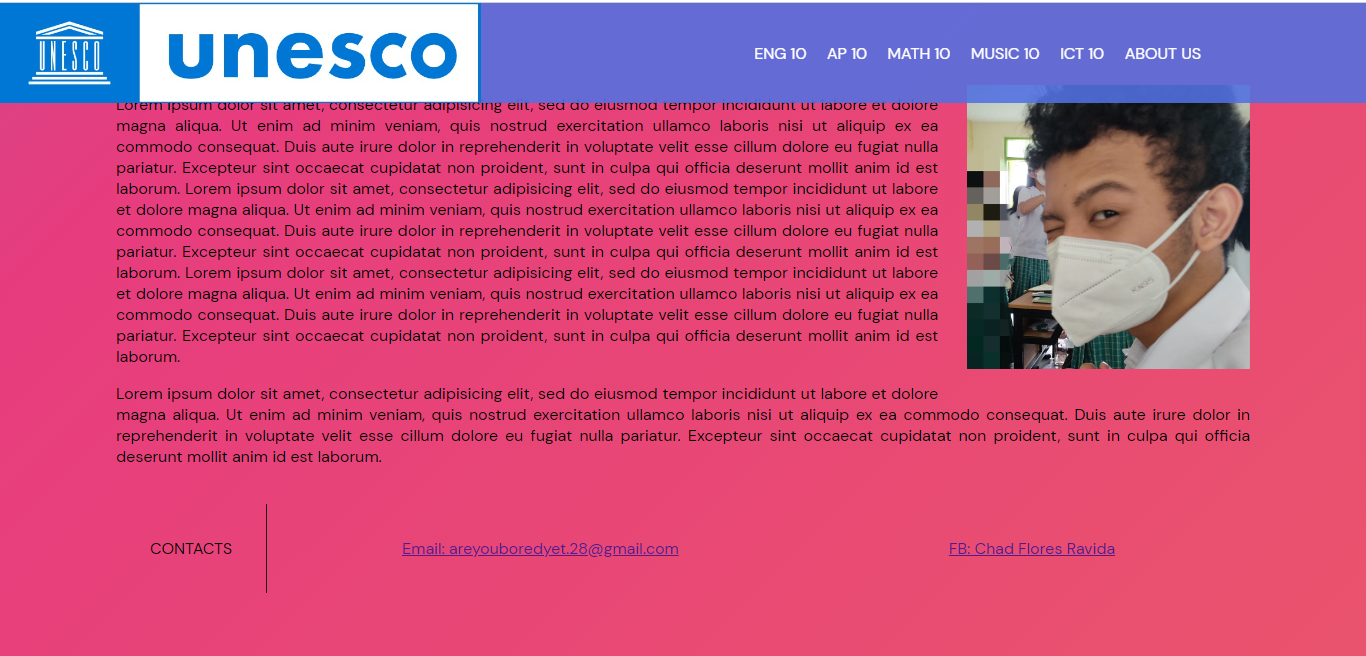 UNESCO
unesco
ENG 10 AP 10 MATH 10 MUSIC 10 ICT 10 ABOUT US
Lorem ipsum dolor sit amet, consectetur adipisicing elit, sed do eiusmod tempor incididunt ut labore et dolore
magna aliqua. Ut enim ad minim veniam, quis nostrud exercitation ullamco laboris nisi ut aliquip ex ea
commodo consequat. Duis aute irure dolor in reprehenderit in voluptate velit esse cillum dolore eu fugiat nulla
pariatur. Excepteur sint occaecat cupidatat non proident, sunt in culpa qui officia deserunt mollit anim id est
laborum. Lorem ipsum dolor sit amet, consectetur adipisicing elit, sed do eiusmod tempor incididunt ut labore
et dolore magna aliqua. Ut enim ad minim veniam, quis nostrud exercitation ullamco laboris nisi ut aliquip ex ea
commodo consequat. Duis aute irure dolor in reprehenderit in voluptate velit esse cillum dolore eu fugiat nulla
pariatur. Excepteur sint occaecat cupidatat non proident, sunt in culpa qui officia deserunt mollit anim id est
laborum. Lorem ipsum dolor sit amet, consectetur adipisicing elit, sed do eiusmod tempor incididunt ut labore
et dolore magna aliqua. Ut enim ad minim veniam, quis nostrud exercitation ullamco laboris nisi ut aliquip ex ea
commodo consequat. Duis aute irure dolor in reprehenderit in voluptate velit esse cillum dolore eu fugiat nulla
pariatur. Excepteur sint occaecat cupidatat non proident, sunt in culpa qui officia deserunt mollit anim id est
laborum.
KN95
Lorem ipsum dolor sit amet, consectetur adipisicing elit, sed do eiusmod tempor incididunt ut labore et dolore
magna aliqua. Ut enim ad minim veniam, quis nostrud exercitation ullamco laboris nisi ut aliquip ex ea commodo consequat. Duis aute irure dolor in
reprehenderit in voluptate velit esse cillum dolore eu fugiat nulla pariatur. Excepteur sint occaecat cupidatat non proident, sunt in culpa qui officia
deserunt mollit anim id est laborum.
CONTACTS
Email: areyouboredyet.28@gmail.com
FB: Chad Flores Ravida